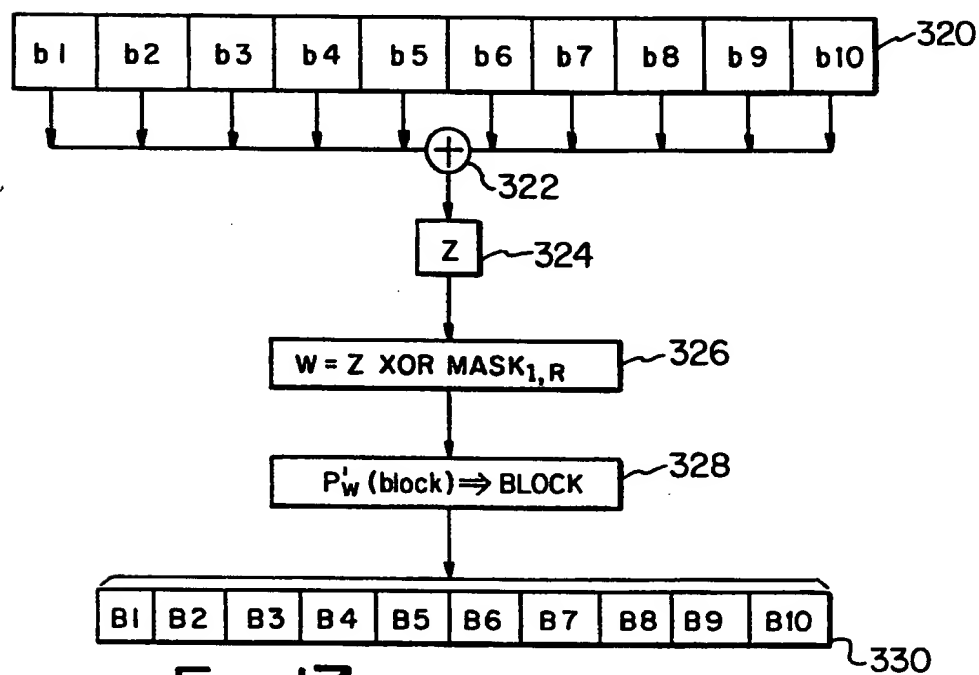 b1 b2 b3 b4 b5 b6 b7 b8 b9 b10 320
322
Z 324
W = Z XOR MASK1,R 326
P'W (block) ⇒ BLOCK 328
B1 B2 B3 B4 B5 B6 B7 B8 B9 B10
330